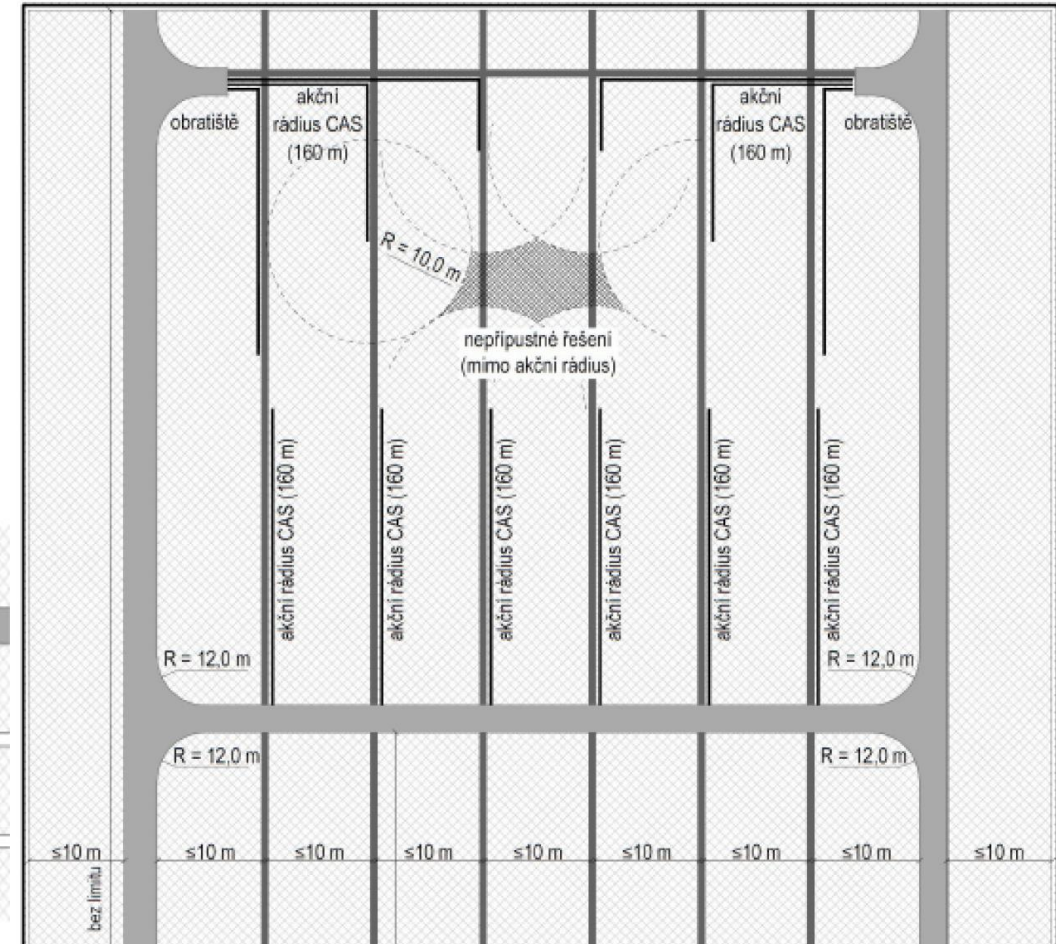 obratiště
akční
rádius CAS
(160 m)
akční
rádius CAS
(160 m)
obratiště
R = 10,0 m
nepřípustné řešení
(mimo akční rádius)
akční rádius CAS (160 m)
akční rádius CAS (160 m)
akční rádius CAS (160 m)
akční rádius CAS (160 m)
akční rádius CAS (160 m)
akční rádius CAS (160 m)
R = 12,0 m
R = 12,0 m
R = 12,0 m
R = 12,0 m
≤10 m
≤10 m
≤10 m
≤10 m
≤10 m
≤10 m
≤10 m
≤10 m
≤10 m
bez limitu